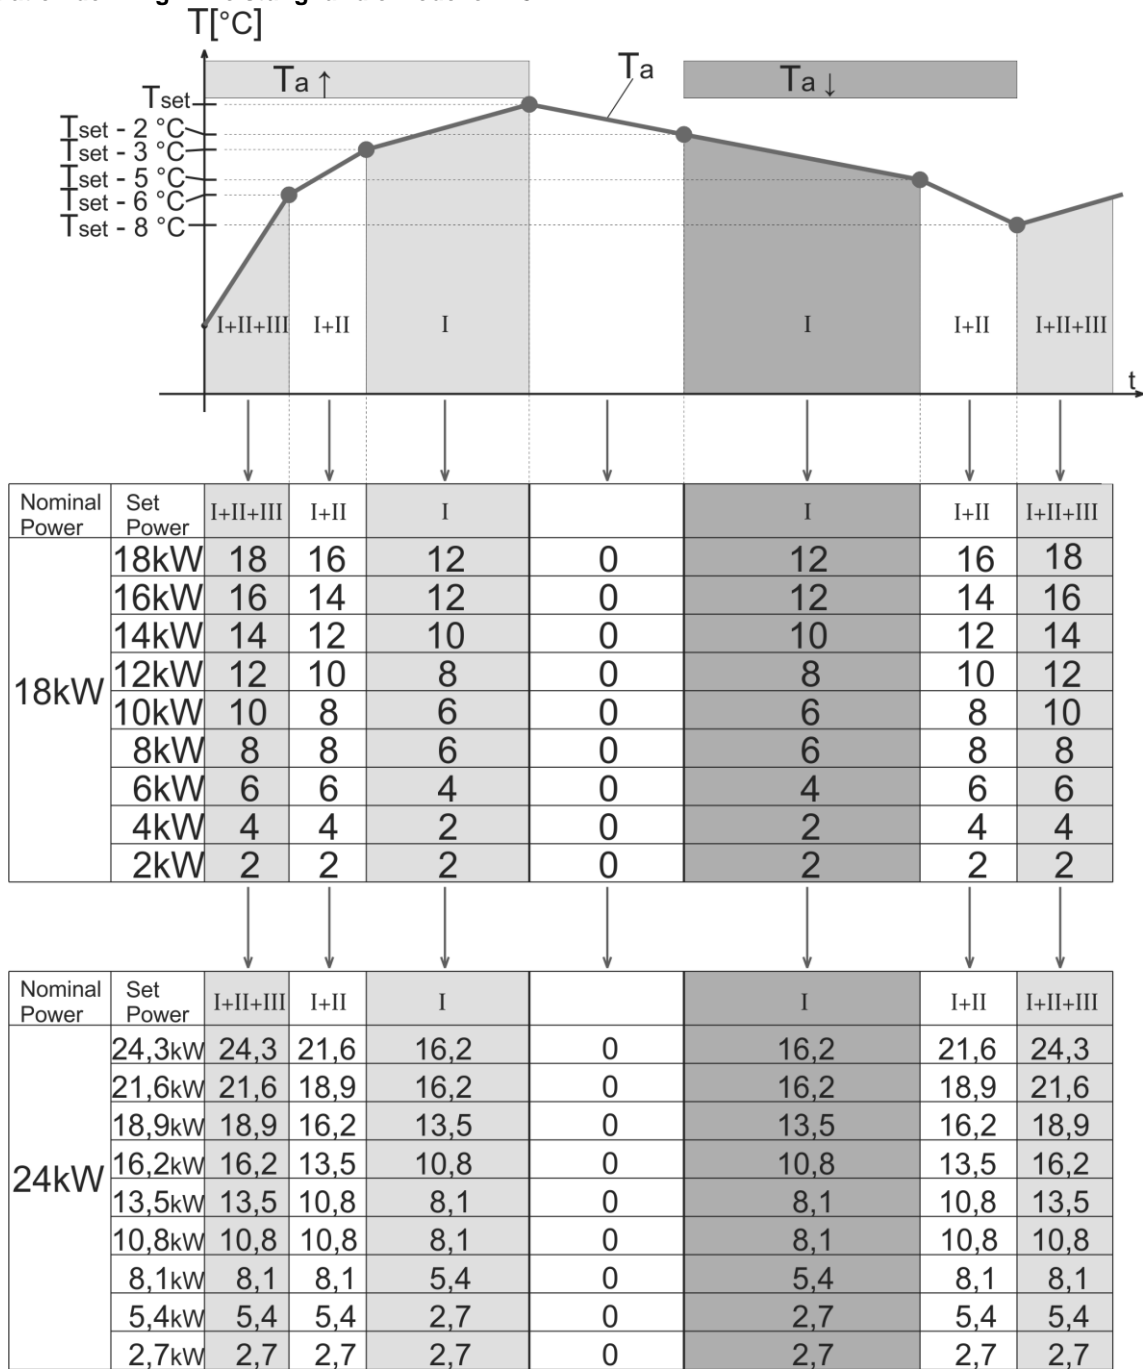 T[°C]
Ta ↑
Ta
Ta ↓
Tset
Tset - 2 °C
Tset - 3 °C
Tset - 5 °C
Tset - 6 °C
Tset - 8 °C
I+II+III I+II I I I+II I+II+III
t
Nominal Power Set Power I+II+III I+II I I I+II I+II+III
18kW
18kW 18 16 12 0 12 16 18
16kW 16 14 12 0 12 14 16
14kW 14 12 10 0 10 12 14
12kW 12 10 8 0 8 10 12
10kW 10 8 6 0 6 8 10
8kW 8 8 6 0 6 8 8
6kW 6 6 4 0 4 6 6
4kW 4 4 2 0 2 4 4
2kW 2 2 2 0 2 2 2
Nominal Power Set Power I+II+III I+II I I I+II I+II+III
24kW
24,3kW 24,3 21,6 16,2 0 16,2 21,6 24,3
21,6kW 21,6 18,9 16,2 0 16,2 18,9 21,6
18,9kW 18,9 16,2 13,5 0 13,5 16,2 18,9
16,2kW 16,2 13,5 10,8 0 10,8 13,5 16,2
13,5kW 13,5 10,8 8,1 0 8,1 10,8 13,5
10,8kW 10,8 10,8 8,1 0 8,1 10,8 10,8
8,1kW 8,1 8,1 5,4 0 5,4 8,1 8,1
5,4kW 5,4 5,4 2,7 0 2,7 5,4 5,4
2,7kW 2,7 2,7 2,7 0 2,7 2,7 2,7